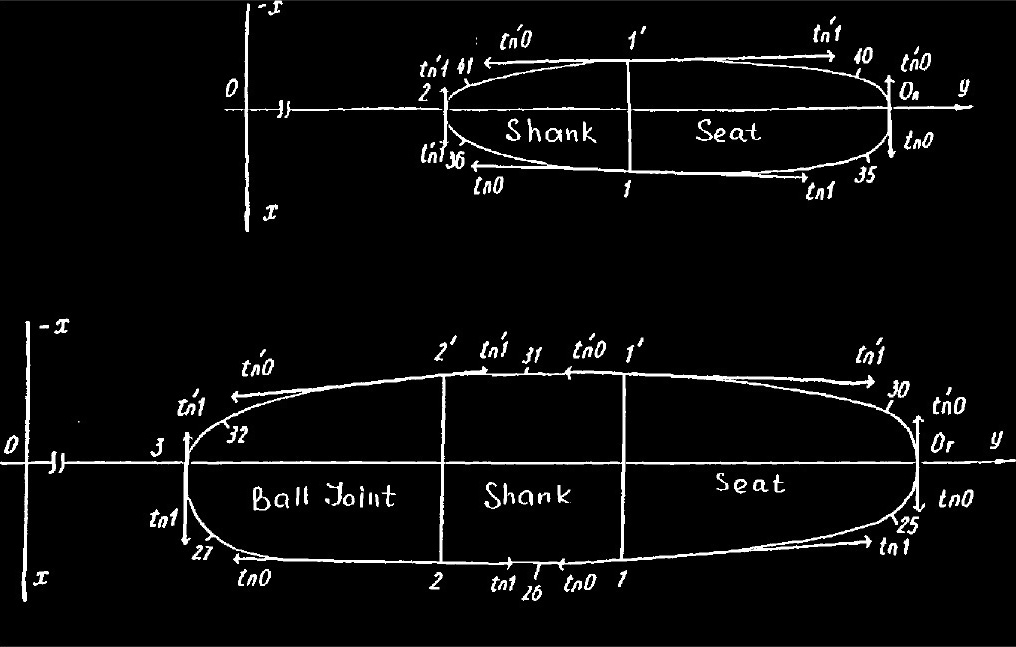 -x
tn'0 1' tn'1
tn'1 41 40 tn'0
0 2 Oл y
Shank Seat
tn'1 36 tn0 35 tn0
tn0 1 tn1
x
-x
2' tn'1 31 tn'0 1' tn'1
tn'0
tn'1 30 tn'0
32
0 3 Or y
Ball Joint Shank Seat
tn1 25 tn0
27 tn1
x tn0 2 tn1 26 tn0 1